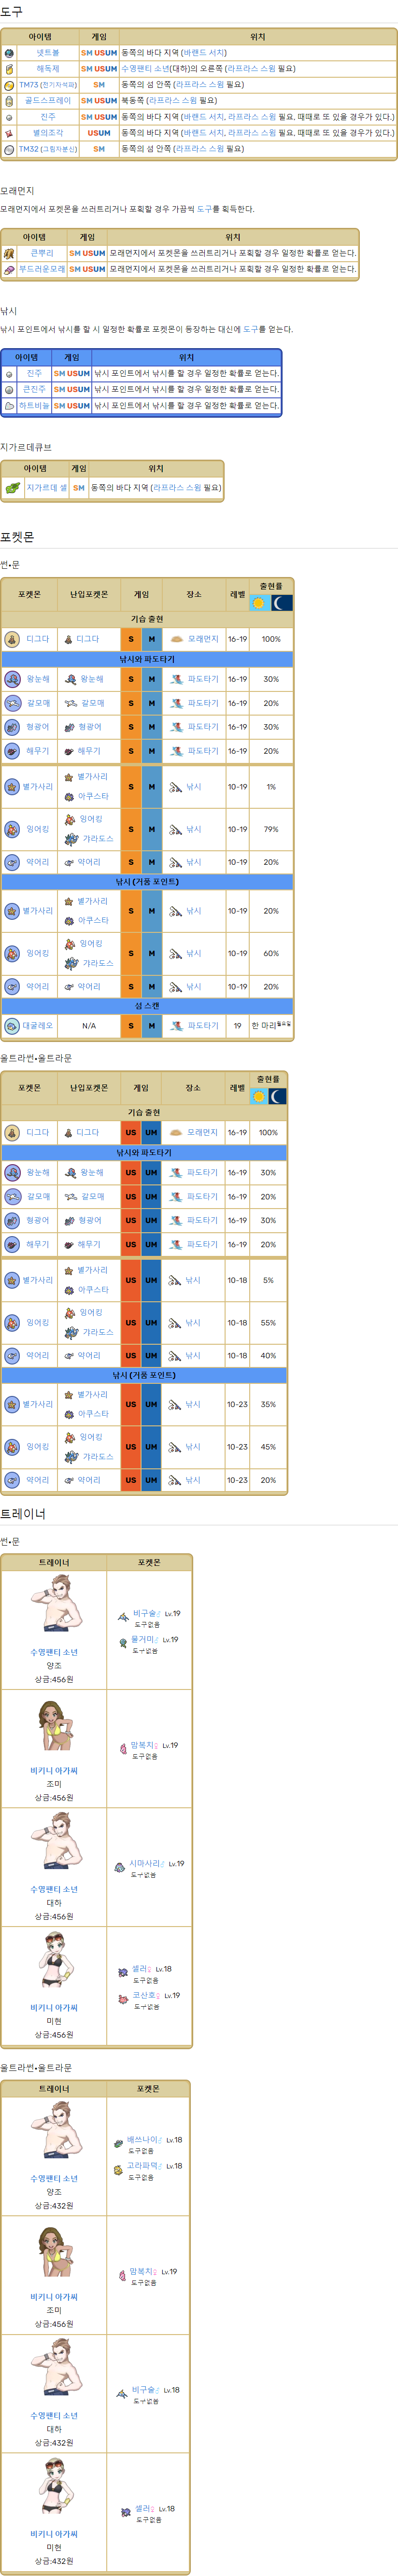 도구
아이템 게임 위치
넷트볼 SM USUM 동쪽의 바다 지역 (바랜드 서치)
해독제 SM USUM 수영팬티 소년(대하)의 오른쪽 (라프라스 스윔 필요)
TM73 (전기자석파) SM 동쪽의 섬 안쪽 (라프라스 스윔 필요)
골드스프레이 SM USUM 북동쪽 (라프라스 스윔 필요)
진주 SM USUM 동쪽의 바다 지역 (바랜드 서치, 라프라스 스윔 필요. 때때로 또 있을 경우가 있다.)
별의조각 USUM 동쪽의 바다 지역 (바랜드 서치, 라프라스 스윔 필요. 때때로 또 있을 경우가 있다.)
TM32 (그림자분신) SM 동쪽의 섬 안쪽 (라프라스 스윔 필요)
모래먼지
모래먼지에서 포켓몬을 쓰러트리거나 포획할 경우 가끔씩 도구를 획득한다.
아이템 게임 위치
큰뿌리 SM USUM 모래먼지에서 포켓몬을 쓰러트리거나 포획할 경우 일정한 확률로 얻는다.
부드러운모래 SM USUM 모래먼지에서 포켓몬을 쓰러트리거나 포획할 경우 일정한 확률로 얻는다.
낚시
낚시 포인트에서 낚시를 할 시 일정한 확률로 포켓몬이 등장하는 대신에 도구를 얻는다.
아이템 게임 위치
진주 SM USUM 낚시 포인트에서 낚시를 할 경우 일정한 확률로 얻는다.
큰진주 SM USUM 낚시 포인트에서 낚시를 할 경우 일정한 확률로 얻는다.
하트비늘 SM USUM 낚시 포인트에서 낚시를 할 경우 일정한 확률로 얻는다.
지가르데큐브
아이템 게임 위치
지가르데 셀 SM 동쪽의 바다 지역 (라프라스 스윔 필요)
포켓몬
썬•문
포켓몬 난입포켓몬 게임 장소 레벨 출현률
기습 출현
디그다 디그다 S M 모래먼지 16-19 100%
낚시와 파도타기
왕눈해 왕눈해 S M 파도타기 16-19 30%
갈모매 갈모매 S M 파도타기 16-19 20%
형광어 형광어 S M 파도타기 16-19 30%
해무기 해무기 S M 파도타기 16-19 20%
별가사리 별가사리 아쿠스타 S M 낚시 10-19 1%
잉어킹 잉어킹 갸라도스 S M 낚시 10-19 79%
약어리 약어리 S M 낚시 10-19 20%
낚시 (거품 포인트)
별가사리 별가사리 아쿠스타 S M 낚시 10-19 20%
잉어킹 잉어킹 갸라도스 S M 낚시 10-19 60%
약어리 약어리 S M 낚시 10-19 20%
섬 스캔
대굴레오 N/A S M 파도타기 19 한 마리월요일
울트라썬•울트라문
포켓몬 난입포켓몬 게임 장소 레벨 출현률
기습 출현
디그다 디그다 US UM 모래먼지 16-19 100%
낚시와 파도타기
왕눈해 왕눈해 US UM 파도타기 16-19 30%
갈모매 갈모매 US UM 파도타기 16-19 20%
형광어 형광어 US UM 파도타기 16-19 30%
해무기 해무기 US UM 파도타기 16-19 20%
별가사리 별가사리 아쿠스타 US UM 낚시 10-18 5%
잉어킹 잉어킹 갸라도스 US UM 낚시 10-18 55%
약어리 약어리 US UM 낚시 10-18 40%
낚시 (거품 포인트)
별가사리 별가사리 아쿠스타 US UM 낚시 10-23 35%
잉어킹 잉어킹 갸라도스 US UM 낚시 10-23 45%
약어리 약어리 US UM 낚시 10-23 20%
트레이너
썬•문
트레이너 포켓몬
비구술♂ Lv.19
도구없음
물거미♂ Lv.19
도구없음
수영팬티 소년
양조
상금:456원
맘복치♀ Lv.19
도구없음
비키니 아가씨
조미
상금:456원
시마사리♂ Lv.19
도구없음
수영팬티 소년
대하
상금:456원
셀러♀ Lv.18
도구없음
코산호♀ Lv.19
도구없음
비키니 아가씨
미현
상금:456원
울트라썬•울트라문
트레이너 포켓몬
배쓰나이♂ Lv.18
도구없음
고라파덕♂ Lv.18
도구없음
수영팬티 소년
양조
상금:432원
맘복치♀ Lv.19
도구없음
비키니 아가씨
조미
상금:456원
비구술♂ Lv.18
도구없음
수영팬티 소년
대하
상금:432원
셀러♀ Lv.18
도구없음
비키니 아가씨
미현
상금:432원